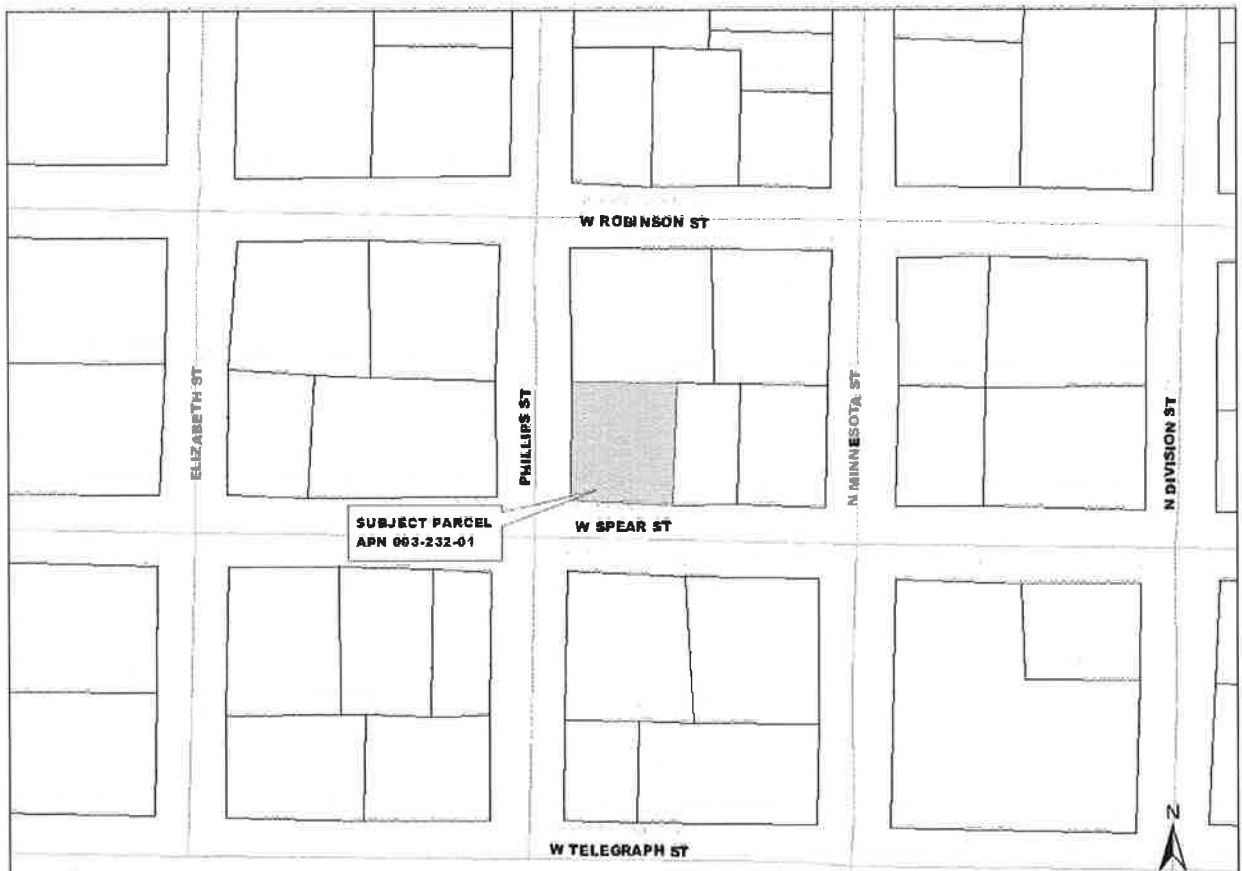 W ROBINSON ST
ELIZABETH ST
PHILLIPS ST
N MINNESOTA ST
N DIVISION ST
SUBJECT PARCEL
APN 003-232-01
W SPEAR ST
N
W TELEGRAPH ST